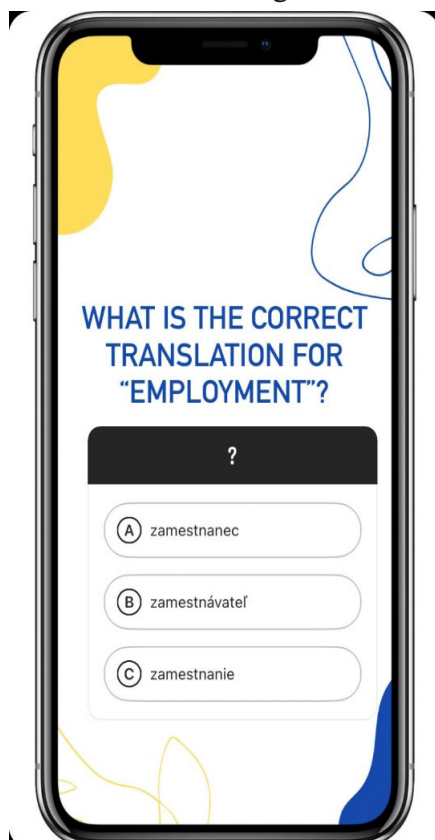 WHAT IS THE CORRECT
TRANSLATION FOR
“EMPLOYMENT”?
?
A zamestnanec
B zamestnávateľ
C zamestnanie